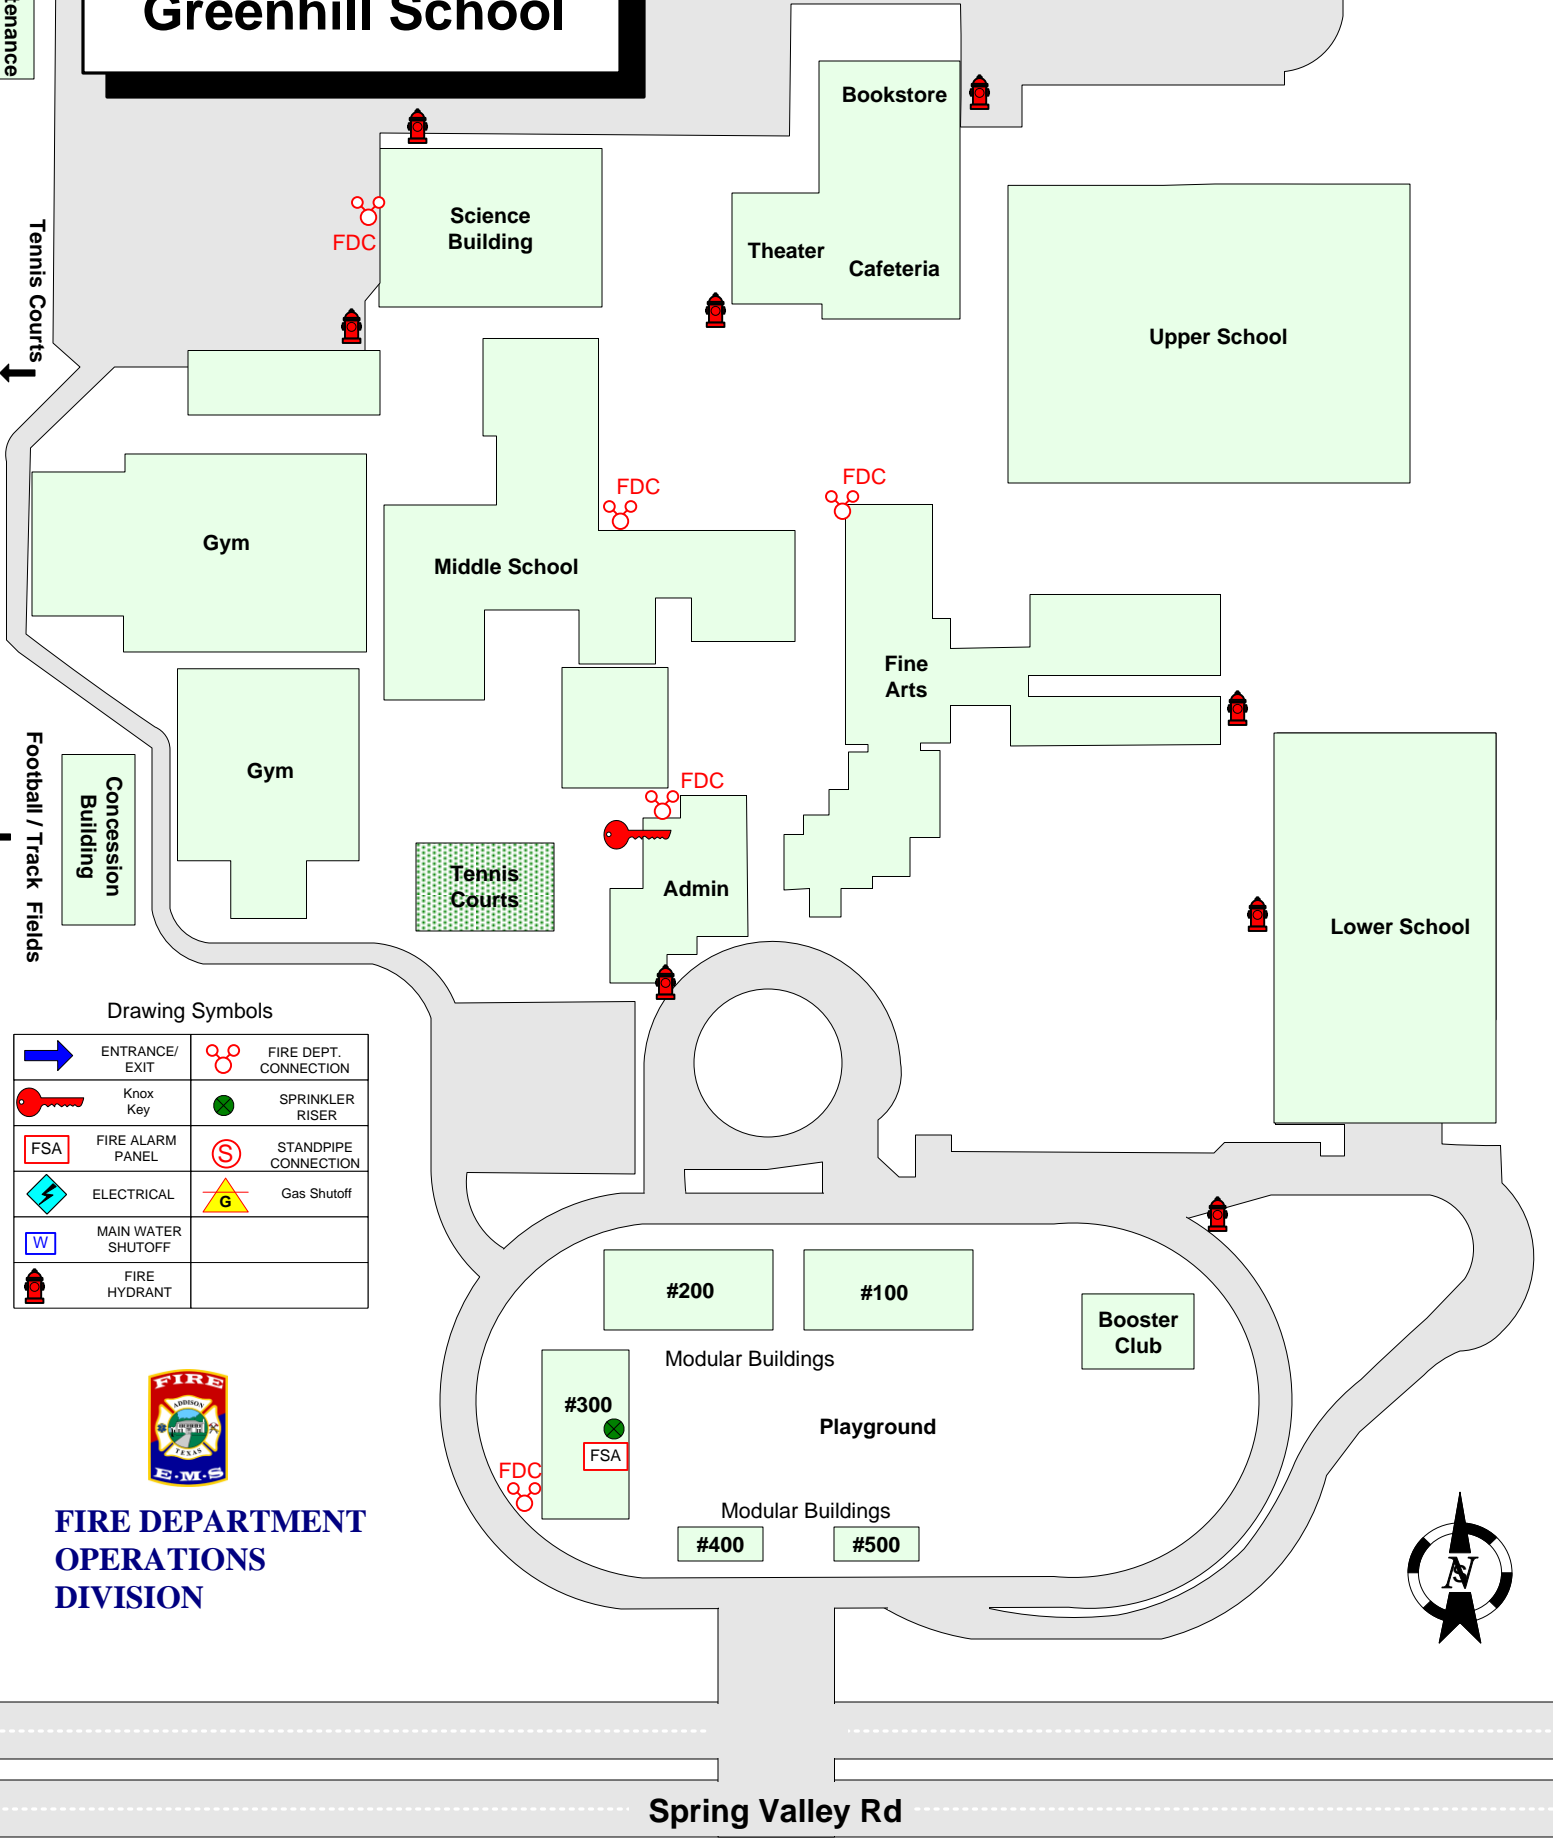 tenance
Greenhill School
Bookstore
Science
Building
FDC
Theater
Cafeteria
Tennis Courts
Upper School
FDC
FDC
Gym
Middle School
Fine
Arts
Football / Track Fields
Concession
Building
Gym
FDC
Tennis
Courts
Admin
Lower School
Drawing Symbols
ENTRANCE/
EXIT
FIRE DEPT.
CONNECTION
Knox
Key
SPRINKLER
RISER
FSA
FIRE ALARM
PANEL
S
STANDPIPE
CONNECTION
ELECTRICAL
G
Gas Shutoff
W
MAIN WATER
SHUTOFF
FIRE
HYDRANT
#200
#100
Booster
Club
Modular Buildings
#300
Playground
FSA
FDC
Modular Buildings
#400
#500
FIRE
ADDISON
TEXAS
E·M·S
FIRE DEPARTMENT
OPERATIONS
DIVISION
N
S
Spring Valley Rd